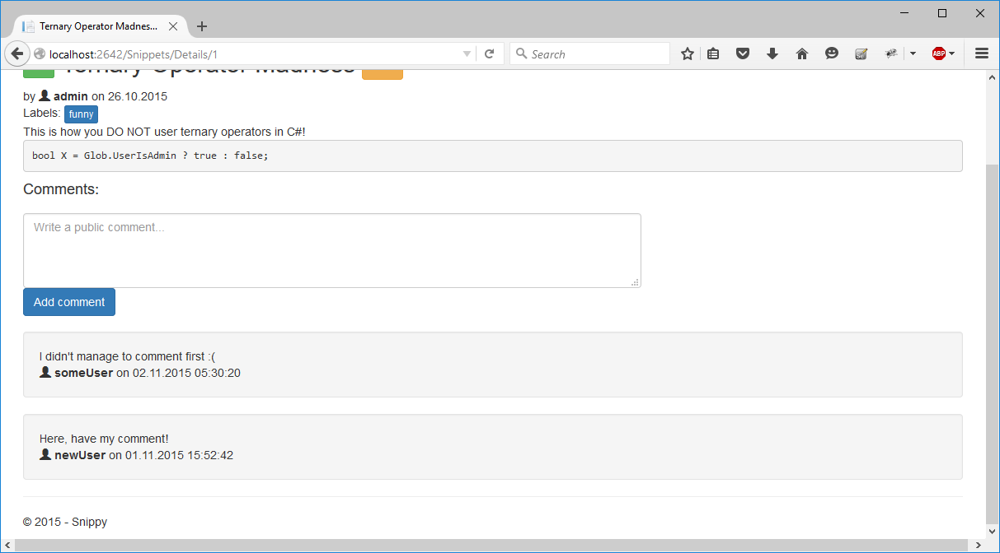 Ternary Operator Madnes...
localhost:2642/Snippets/Details/1
Search
ABP
Ternary Operator Madness
by admin on 26.10.2015
Labels: funny
This is how you DO NOT user ternary operators in C#!
bool X = Glob.UserIsAdmin ? true : false;
Comments:
Write a public comment...
Add comment
I didn't manage to comment first :(
someUser on 02.11.2015 05:30:20
Here, have my comment!
newUser on 01.11.2015 15:52:42
© 2015 - Snippy